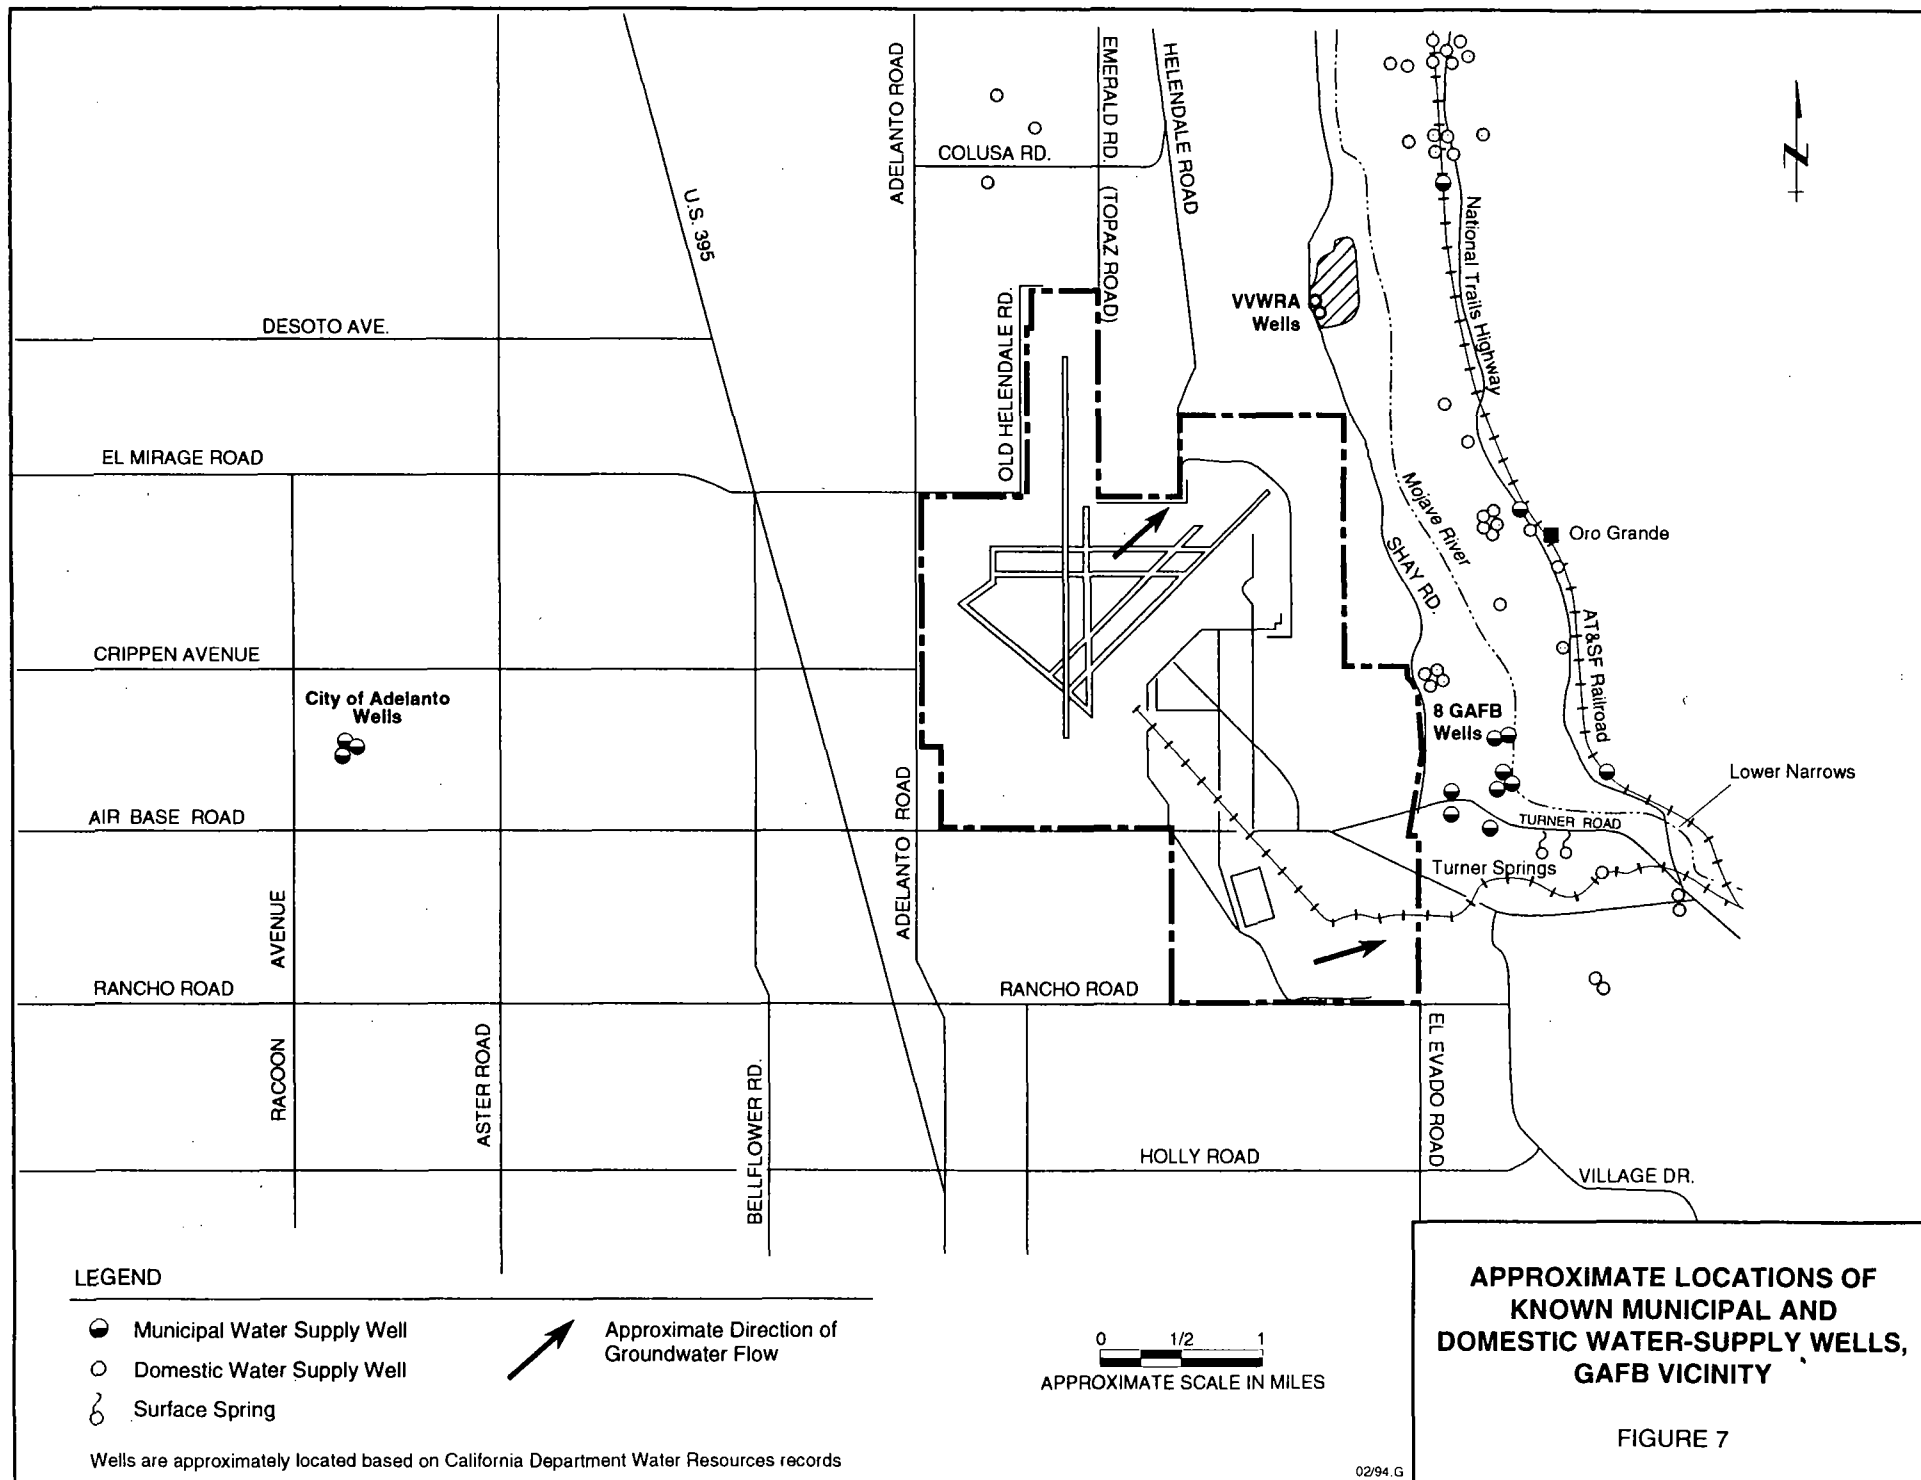 ADELANTO ROAD
EMERALD RD. (TOPAZ ROAD)
HELENDALE ROAD
COLUSA RD.
N
U.S. 395
National Trails Highway
VVWRA
Wells
OLD HELENDALE RD.
DESOTO AVE.
EL MIRAGE ROAD
Mojave River
Oro Grande
SHAY RD.
CRIPPEN AVENUE
AT&SF Railroad
City of Adelanto
Wells
8 GAFB
Wells
Lower Narrows
AIR BASE ROAD
ADELANTO ROAD
TURNER ROAD
Turner Springs
RACOON AVENUE
RANCHO ROAD
RANCHO ROAD
ASTER ROAD
BELLFLOWER RD.
EL EVADO ROAD
HOLLY ROAD
VILLAGE DR.
LEGEND
Municipal Water Supply Well
Domestic Water Supply Well
Surface Spring
Approximate Direction of
Groundwater Flow
Wells are approximately located based on California Department Water Resources records
0 1/2 1
APPROXIMATE SCALE IN MILES
02/94.G
APPROXIMATE LOCATIONS OF
KNOWN MUNICIPAL AND
DOMESTIC WATER-SUPPLY WELLS,
GAFB VICINITY
FIGURE 7